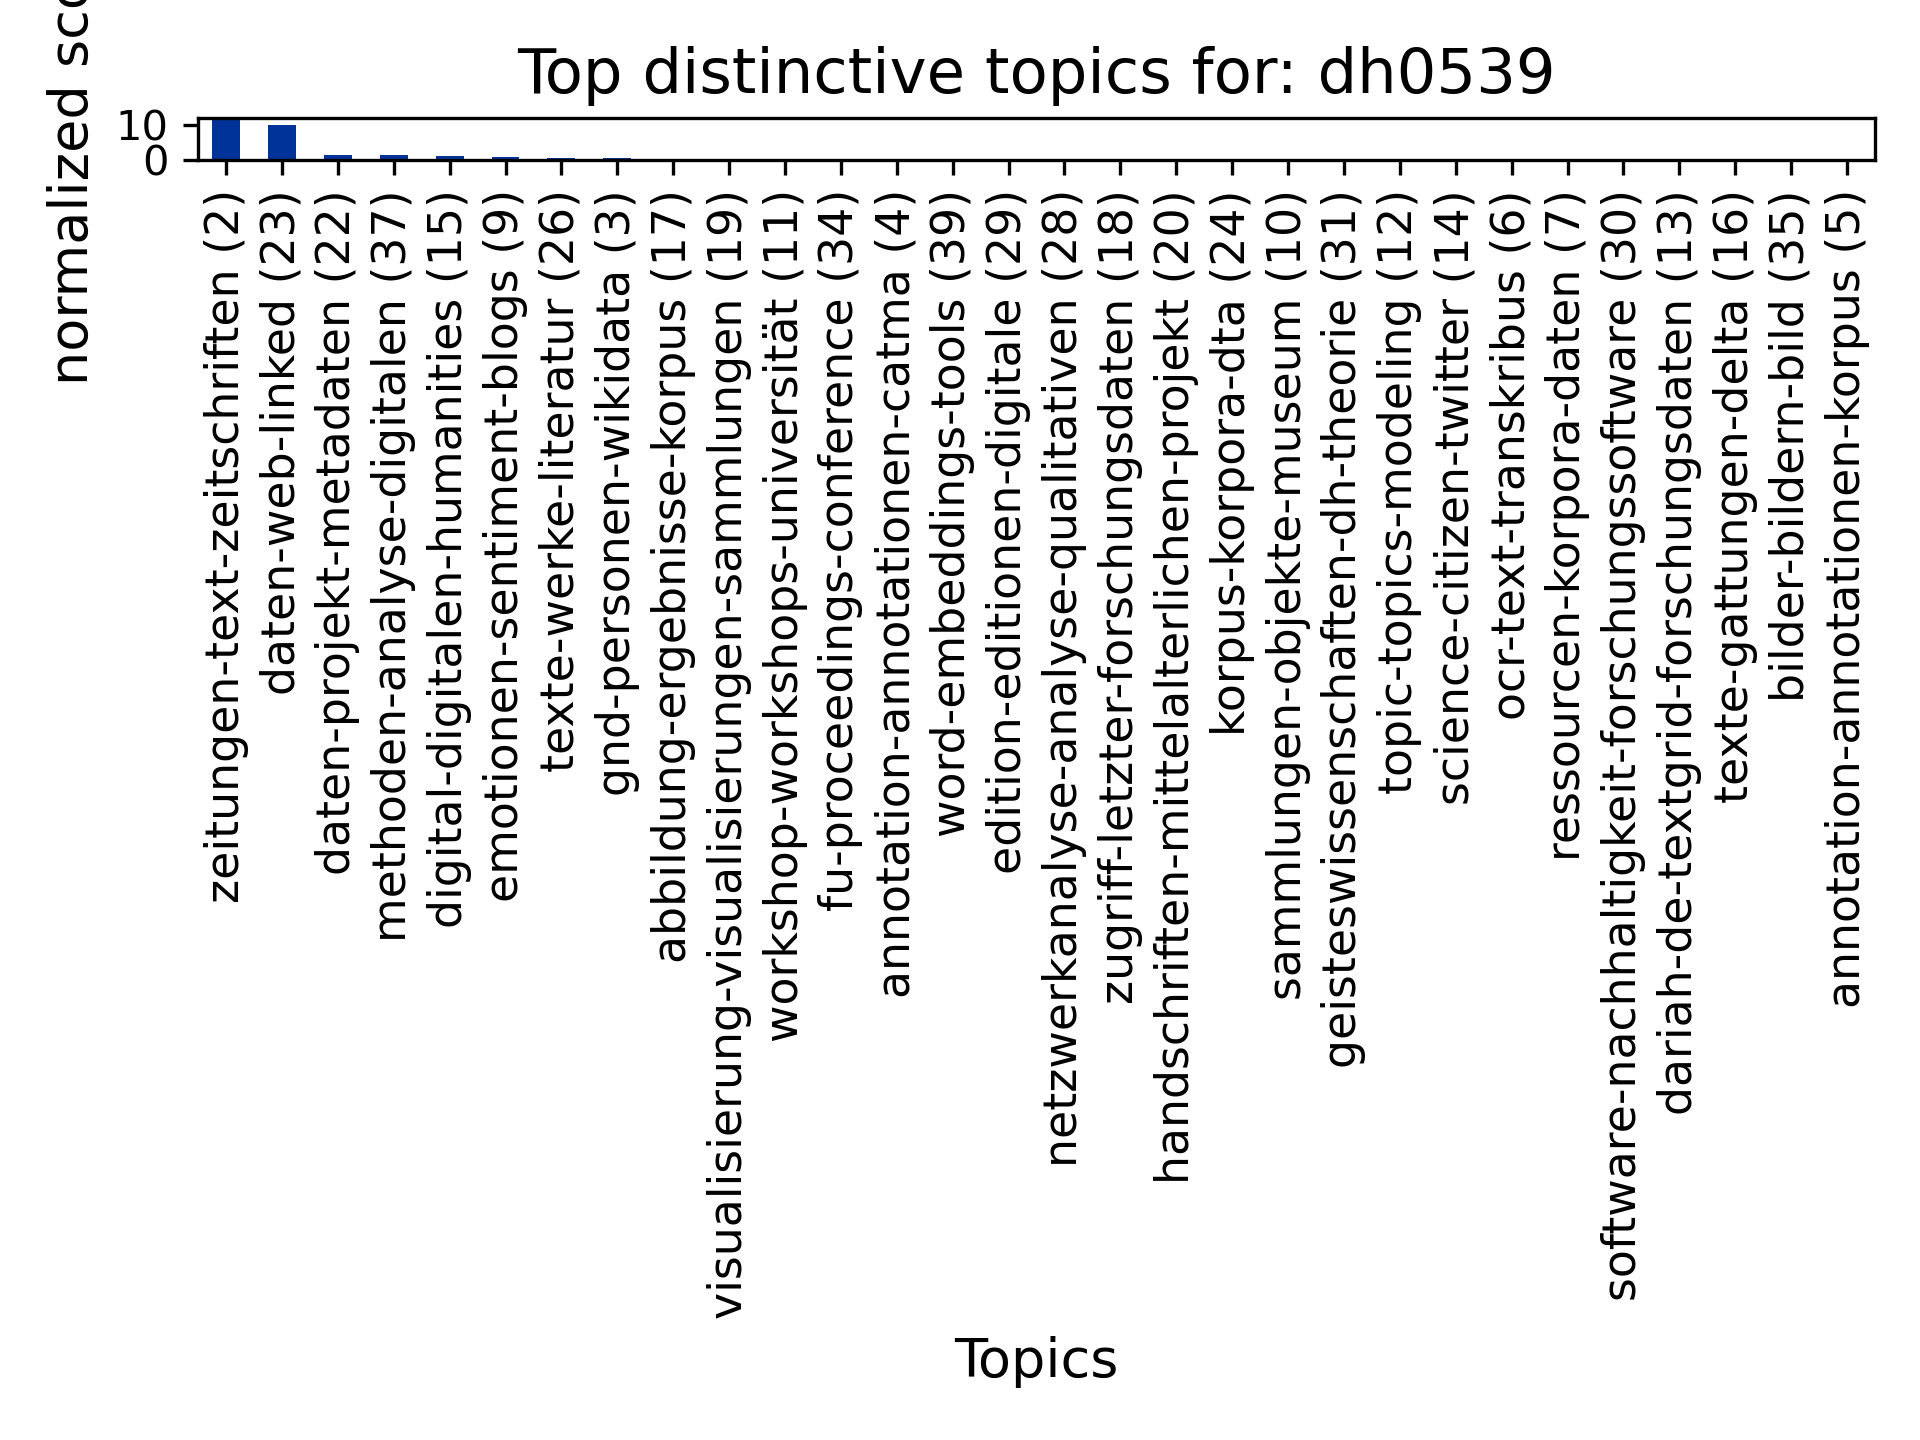 Top distinctive topics for: dh0539
normalized
10
0
zeitungen-text-zeitschriften (2)
daten-web-linked (23)
daten-projekt-metadaten (22)
methoden-analyse-digitalen (37)
digital-digitalen-humanities (15)
emotionen-sentiment-blogs (9)
texte-werke-literatur (26)
gnd-personen-wikidata (3)
abbildung-ergebnisse-korpus (17)
visualisierung-visualisierungen-sammlungen (19)
workshop-workshops-universität (11)
fu-proceedings-conference (34)
annotation-annotationen-catma (4)
word-embeddings-tools (39)
edition-editionen-digitale (29)
netzwerkanalyse-analyse-qualitativen (28)
zugriff-letzter-forschungsdaten (18)
handschriften-mittelalterlichen-projekt (20)
korpus-korpora-dta (24)
sammlungen-objekte-museum (10)
geisteswissenschaften-dh-theorie (31)
topic-topics-modeling (12)
science-citizen-twitter (14)
ocr-text-transkribus (6)
ressourcen-korpora-daten (7)
software-nachhaltigkeit-forschungssoftware (30)
dariah-de-textgrid-forschungsdaten (13)
texte-gattungen-delta (16)
bilder-bildern-bild (35)
annotation-annotationen-korpus (5)
Topics